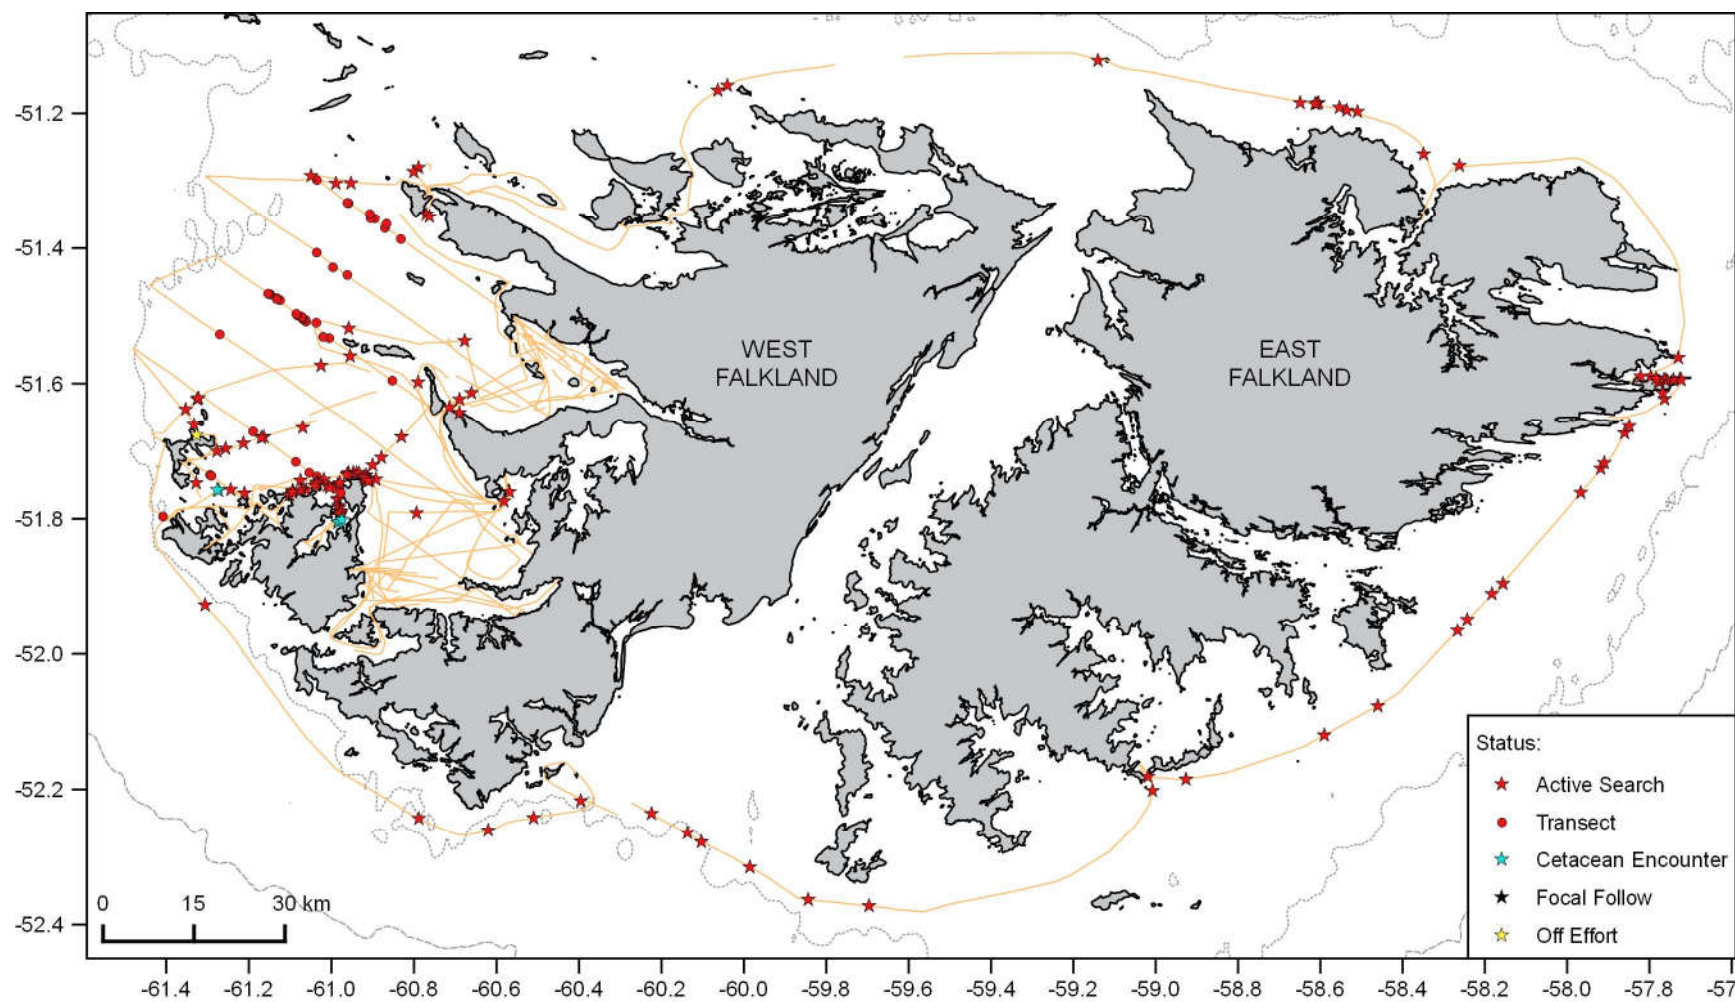 -51.2
-51.4
-51.6
-51.8
-52.0
-52.2
-52.4
WEST
FALKLAND
EAST
FALKLAND
Status:
Active Search
Transect
Cetacean Encounter
Focal Follow
Off Effort
0 15 30 km
-61.4 -61.2 -61.0 -60.8 -60.6 -60.4 -60.2 -60.0 -59.8 -59.6 -59.4 -59.2 -59.0 -58.8 -58.6 -58.4 -58.2 -58.0 -57.8 -57